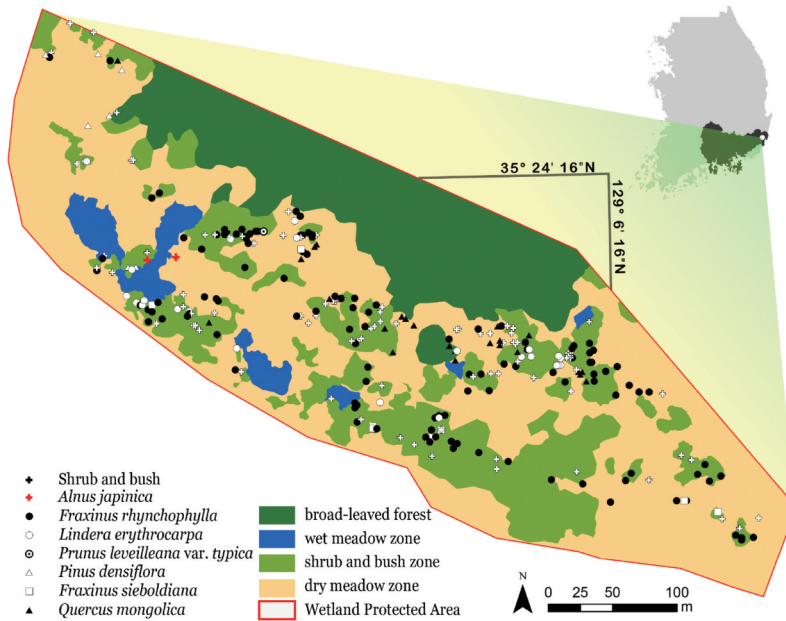 35° 24' 16"N
129° 6' 16"N
Shrub and bush
Alnus japinica
Fraxinus rhynchophylla
Lindera erythrocarpa
Prunus leveilleana var. typica
Pinus densiflora
Fraxinus sieboldiana
Quercus mongolica
broad-leaved forest
wet meadow zone
shrub and bush zone
dry meadow zone
Wetland Protected Area
N
0 25 50 100
m